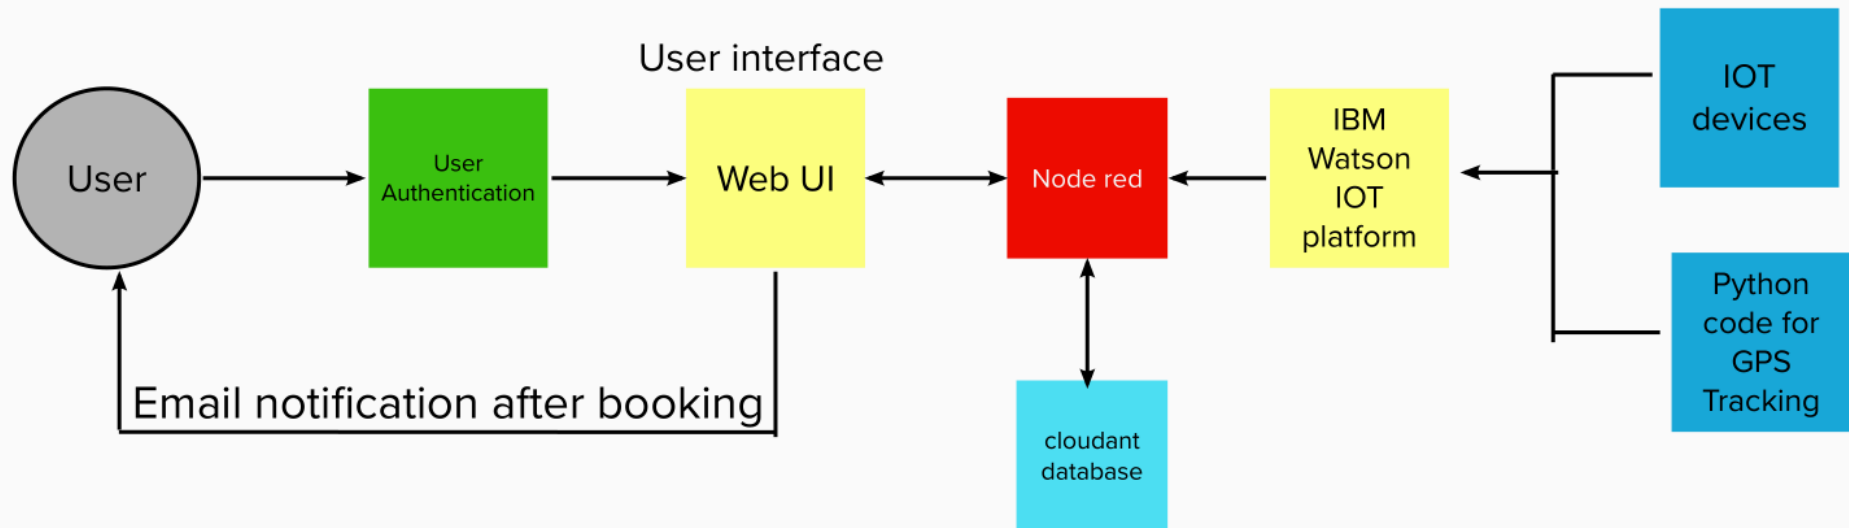 User interface
User
User
Authentication
Web UI
Node red
IBM
Watson
IOT
platform
IOT
devices
Python
code for
GPS
Tracking
Email notification after booking
cloudant
database